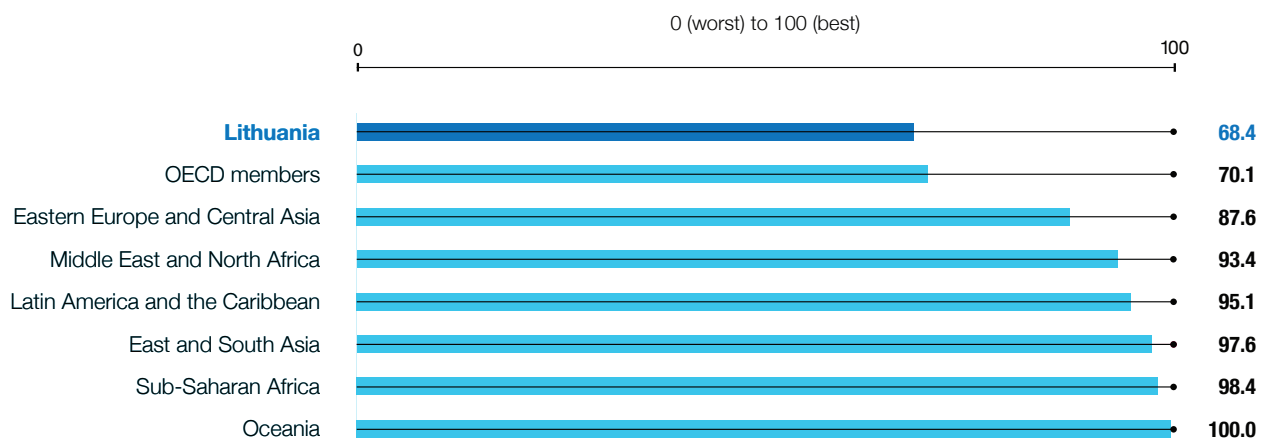 0 (worst) to 100 (best)
0 100
Lithuania 68.4
OECD members 70.1
Eastern Europe and Central Asia 87.6
Middle East and North Africa 93.4
Latin America and the Caribbean 95.1
East and South Asia 97.6
Sub-Saharan Africa 98.4
Oceania 100.0